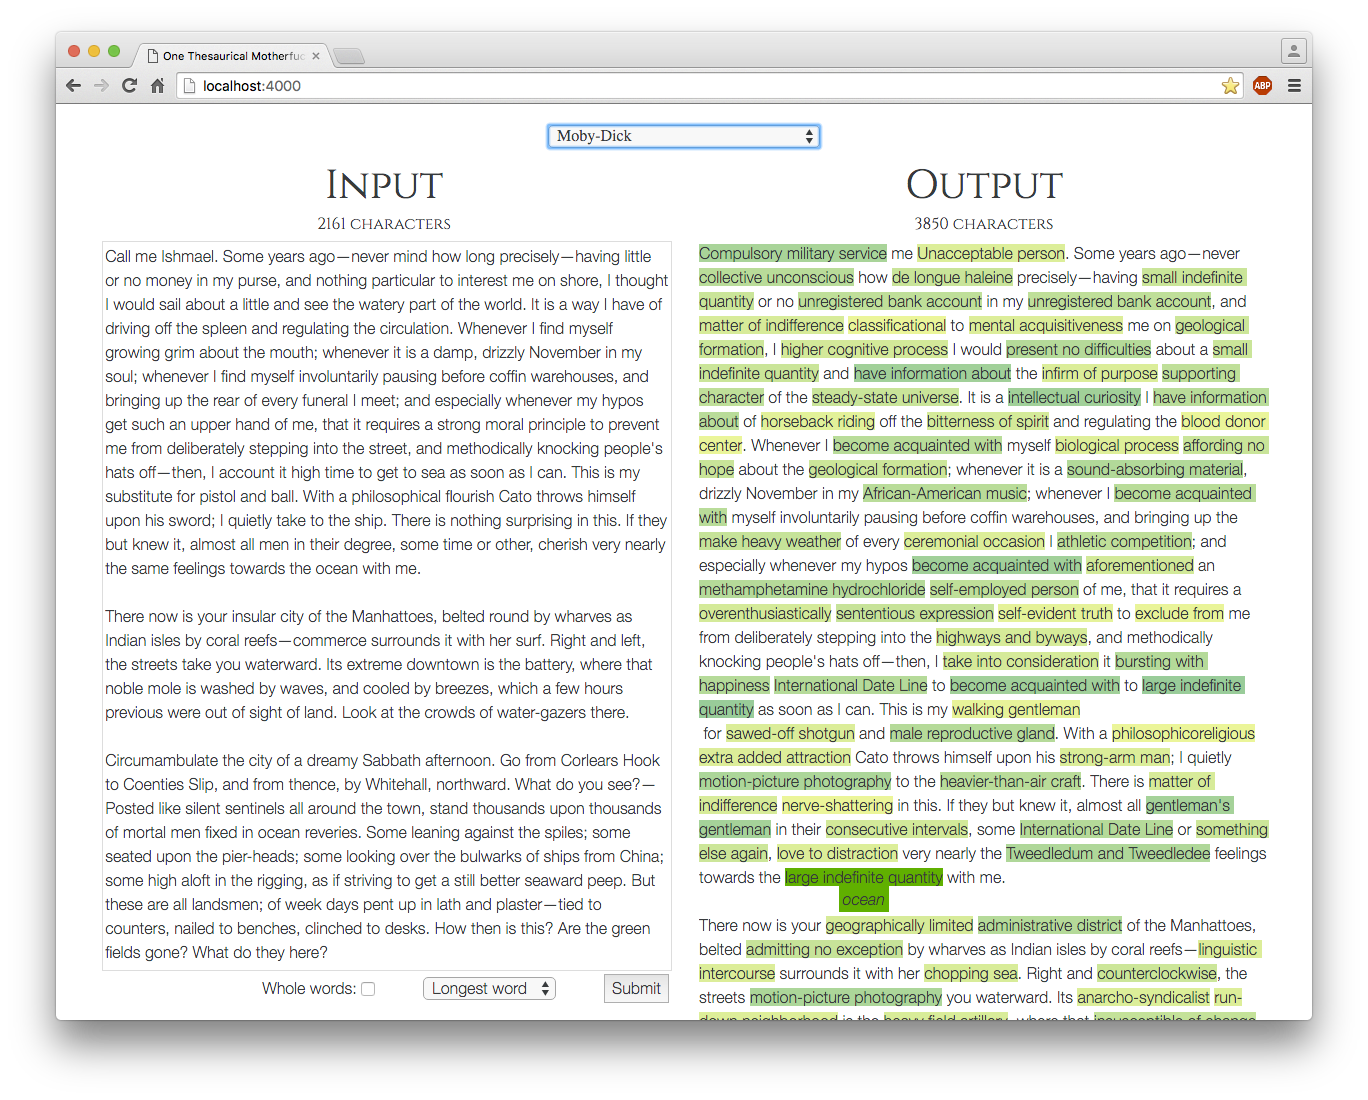 One Thesaurical Motherfuc
localhost:4000
ABP
Moby-Dick
INPUT
2161 CHARACTERS
Call me Ishmael. Some years ago—never mind how long precisely—having little
or no money in my purse, and nothing particular to interest me on shore, I thought
I would sail about a little and see the watery part of the world. It is a way I have of
driving off the spleen and regulating the circulation. Whenever I find myself
growing grim about the mouth; whenever it is a damp, drizzly November in my
soul; whenever I find myself involuntarily pausing before coffin warehouses, and
bringing up the rear of every funeral I meet; and especially whenever my hypos
get such an upper hand of me, that it requires a strong moral principle to prevent
me from deliberately stepping into the street, and methodically knocking people's
hats off—then, I account it high time to get to sea as soon as I can. This is my
substitute for pistol and ball. With a philosophical flourish Cato throws himself
upon his sword; I quietly take to the ship. There is nothing surprising in this. If they
but knew it, almost all men in their degree, some time or other, cherish very nearly
the same feelings towards the ocean with me.
There now is your insular city of the Manhattoes, belted round by wharves as
Indian isles by coral reefs—commerce surrounds it with her surf. Right and left,
the streets take you waterward. Its extreme downtown is the battery, where that
noble mole is washed by waves, and cooled by breezes, which a few hours
previous were out of sight of land. Look at the crowds of water-gazers there.
Circumambulate the city of a dreamy Sabbath afternoon. Go from Corlears Hook
to Coenties Slip, and from thence, by Whitehall, northward. What do you see?—
Posted like silent sentinels all around the town, stand thousands upon thousands
of mortal men fixed in ocean reveries. Some leaning against the spiles; some
seated upon the pier-heads; some looking over the bulwarks of ships from China;
some high aloft in the rigging, as if striving to get a still better seaward peep. But
these are all landsmen; of week days pent up in lath and plaster—tied to
counters, nailed to benches, clinched to desks. How then is this? Are the green
fields gone? What do they here?
Whole words:
Longest word
Submit
OUTPUT
3850 CHARACTERS
Compulsory military service me Unacceptable person. Some years ago—never
collective unconscious how de longue haleine precisely—having small indefinite
quantity or no unregistered bank account in my unregistered bank account, and
matter of indifference classificational to mental acquisitiveness me on geological
formation, I higher cognitive process I would present no difficulties about a small
indefinite quantity and have information about the infirm of purpose supporting
character of the steady-state universe. It is a intellectual curiosity I have information
about of horseback riding off the bitterness of spirit and regulating the blood donor
center. Whenever I become acquainted with myself biological process affording no
hope about the geological formation; whenever it is a sound-absorbing material,
drizzly November in my African-American music; whenever I become acquainted
with myself involuntarily pausing before coffin warehouses, and bringing up the
make heavy weather of every ceremonial occasion I athletic competition; and
especially whenever my hypos become acquainted with aforementioned an
methamphetamine hydrochloride self-employed person of me, that it requires a
overenthusiastically sententious expression self-evident truth to exclude from me
from deliberately stepping into the highways and byways, and methodically
knocking people's hats off—then, I take into consideration it bursting with
happiness International Date Line to become acquainted with to large indefinite
quantity as soon as I can. This is my walking gentleman
for sawed-off shotgun and male reproductive gland. With a philosophicoreligious
extra added attraction Cato throws himself upon his strong-arm man; I quietly
motion-picture photography to the heavier-than-air craft. There is matter of
indifference nerve-shattering in this. If they but knew it, almost all gentleman's
gentleman in their consecutive intervals, some International Date Line or something
else again, love to distraction very nearly the Tweedledum and Tweedledee feelings
towards the large indefinite quantity with me.
ocean
There now is your geographically limited administrative district of the Manhattoes,
belted admitting no exception by wharves as Indian isles by coral reefs—linguistic
intercourse surrounds it with her chopping sea. Right and counterclockwise, the
streets motion-picture photography you waterward. Its anarcho-syndicalist run-
down neighborhood is the heavy field artillery, where that insusceptible of change